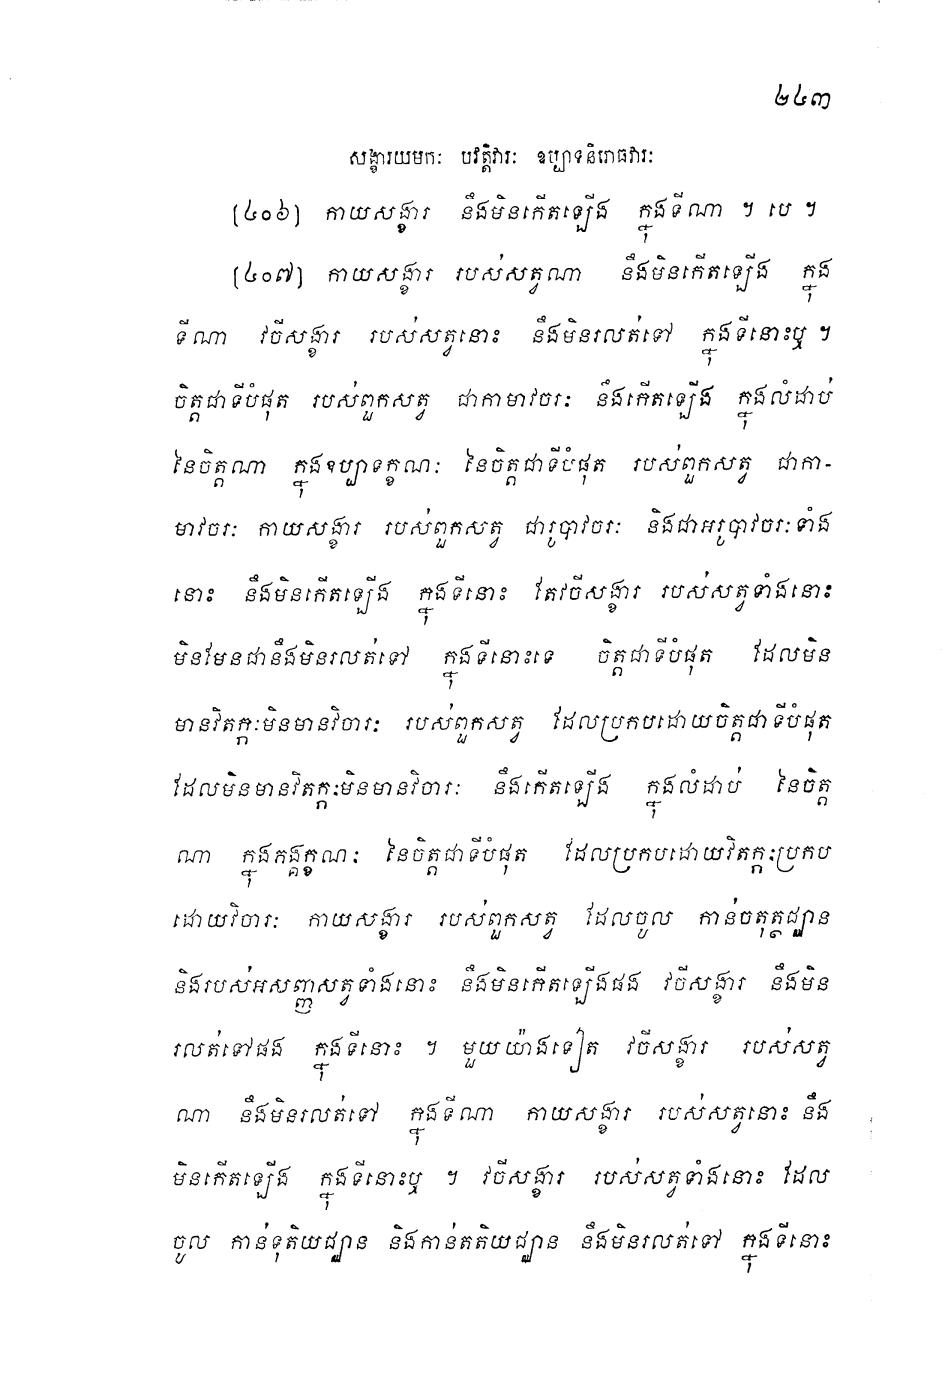 ២៤៣
សង្ខារយមកៈ បវត្តិវារៈ ឧប្បាទនិរោធវារៈ
[៤០៦] កាយសង្ខារ នឹងមិនកើតឡើង ក្នុងទីណា ។ បេ ។
[៤០៧] កាយសង្ខារ របស់សត្វណា នឹងមិនកើតឡើង ក្នុង
ទីណា វចីសង្ខារ របស់សត្វនោះ នឹងមិនរលត់ទៅ ក្នុងទីនោះឬ ។
ចិត្តជាទីបំផុត របស់ពួកសត្វ ជាកាមាវចរៈ នឹងកើតឡើង ក្នុងលំដាប់
នៃចិត្តណា ក្នុងឧប្បាទក្ខណៈ នៃចិត្តជាទីបំផុត របស់ពួកសត្វ ជាកា-
មាវចរៈ កាយសង្ខារ របស់ពួកសត្វ ជារូបាវចរៈ និងជាអរូបាវចរៈទាំង
នោះ នឹងមិនកើតឡើង ក្នុងទីនោះ តែវចីសង្ខារ របស់សត្វទាំងនោះ
មិនមែនជានឹងមិនរលត់ទៅ ក្នុងទីនោះទេ ចិត្តជាទីបំផុត ដែលមិន
មានវិតក្កៈមិនមានវិចារៈ របស់ពួកសត្វ ដែលប្រកបដោយចិត្តជាទីបំផុត
ដែលមិនមានវិតក្កៈមិនមានវិចារៈ នឹងកើតឡើង ក្នុងលំដាប់ នៃចិត្ត
ណា ក្នុងភង្គក្ខណៈ នៃចិត្តជាទីបំផុត ដែលប្រកបដោយវិតក្កៈប្រកប
ដោយវិចារៈ កាយសង្ខារ របស់ពួកសត្វ ដែលចូល កាន់ចតុត្ថជ្ឈាន
និងរបស់អសញ្ញសត្វទាំងនោះ នឹងមិនកើតឡើងផង វចីសង្ខារ នឹងមិន
រលត់ទៅផង ក្នុងទីនោះ ។ មួយយ៉ាងទៀត វចីសង្ខារ របស់សត្វ
ណា នឹងមិនរលត់ទៅ ក្នុងទីណា កាយសង្ខារ របស់សត្វនោះ នឹង
មិនកើតឡើង ក្នុងទីនោះឬ ។ វចីសង្ខារ របស់សត្វទាំងនោះ ដែល
ចូល កាន់ទុតិយជ្ឈាន និងកាន់តតិយជ្ឈាន នឹងមិនរលត់ទៅ ក្នុងទីនោះ